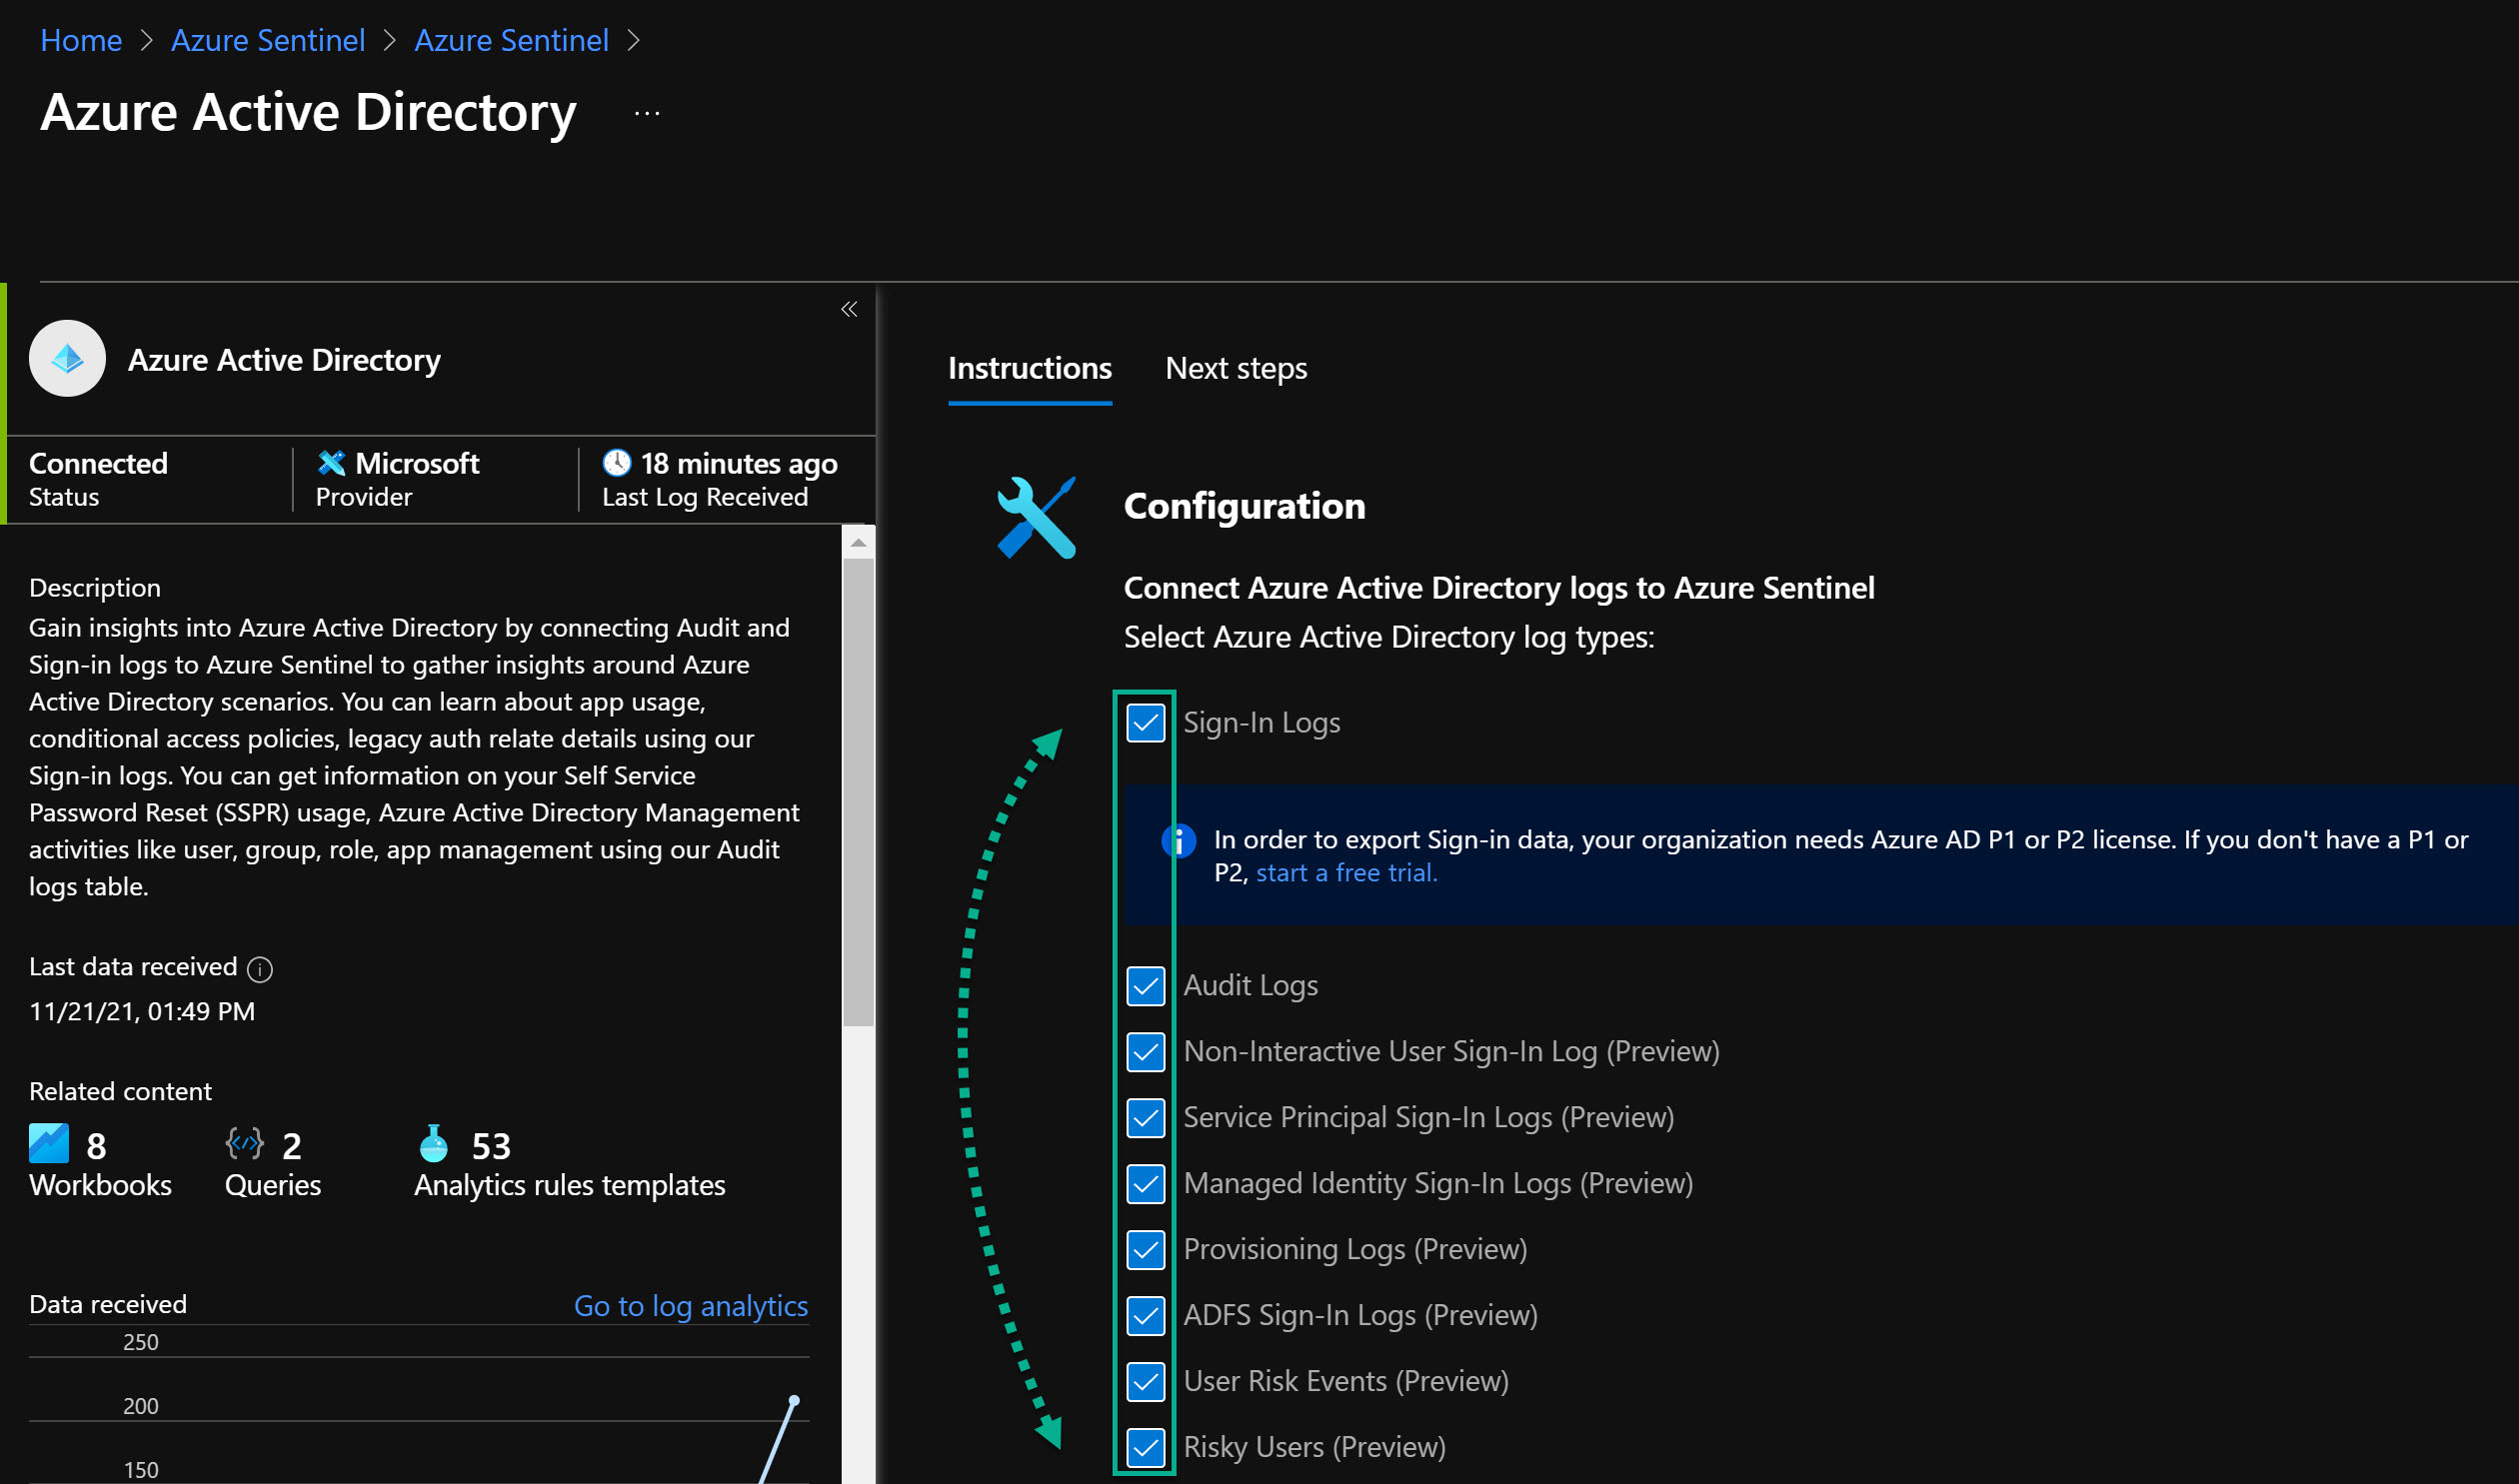 Home > Azure Sentinel > Azure Sentinel >
Azure Active Directory ...
Azure Active Directory
Connected
Status
Microsoft
Provider
18 minutes ago
Last Log Received
Description
Gain insights into Azure Active Directory by connecting Audit and
Sign-in logs to Azure Sentinel to gather insights around Azure
Active Directory scenarios. You can learn about app usage,
conditional access policies, legacy auth relate details using our
Sign-in logs. You can get information on your Self Service
Password Reset (SSPR) usage, Azure Active Directory Management
activities like user, group, role, app management using our Audit
logs table.
Last data received
11/21/21, 01:49 PM
Related content
8
Workbooks
2
Queries
53
Analytics rules templates
Data received
Go to log analytics
250
200
150
Instructions
Next steps
Configuration
Connect Azure Active Directory logs to Azure Sentinel
Select Azure Active Directory log types:
Sign-In Logs
In order to export Sign-in data, your organization needs Azure AD P1 or P2 license. If you don't have a P1 or
P2, start a free trial.
Audit Logs
Non-Interactive User Sign-In Log (Preview)
Service Principal Sign-In Logs (Preview)
Managed Identity Sign-In Logs (Preview)
Provisioning Logs (Preview)
ADFS Sign-In Logs (Preview)
User Risk Events (Preview)
Risky Users (Preview)